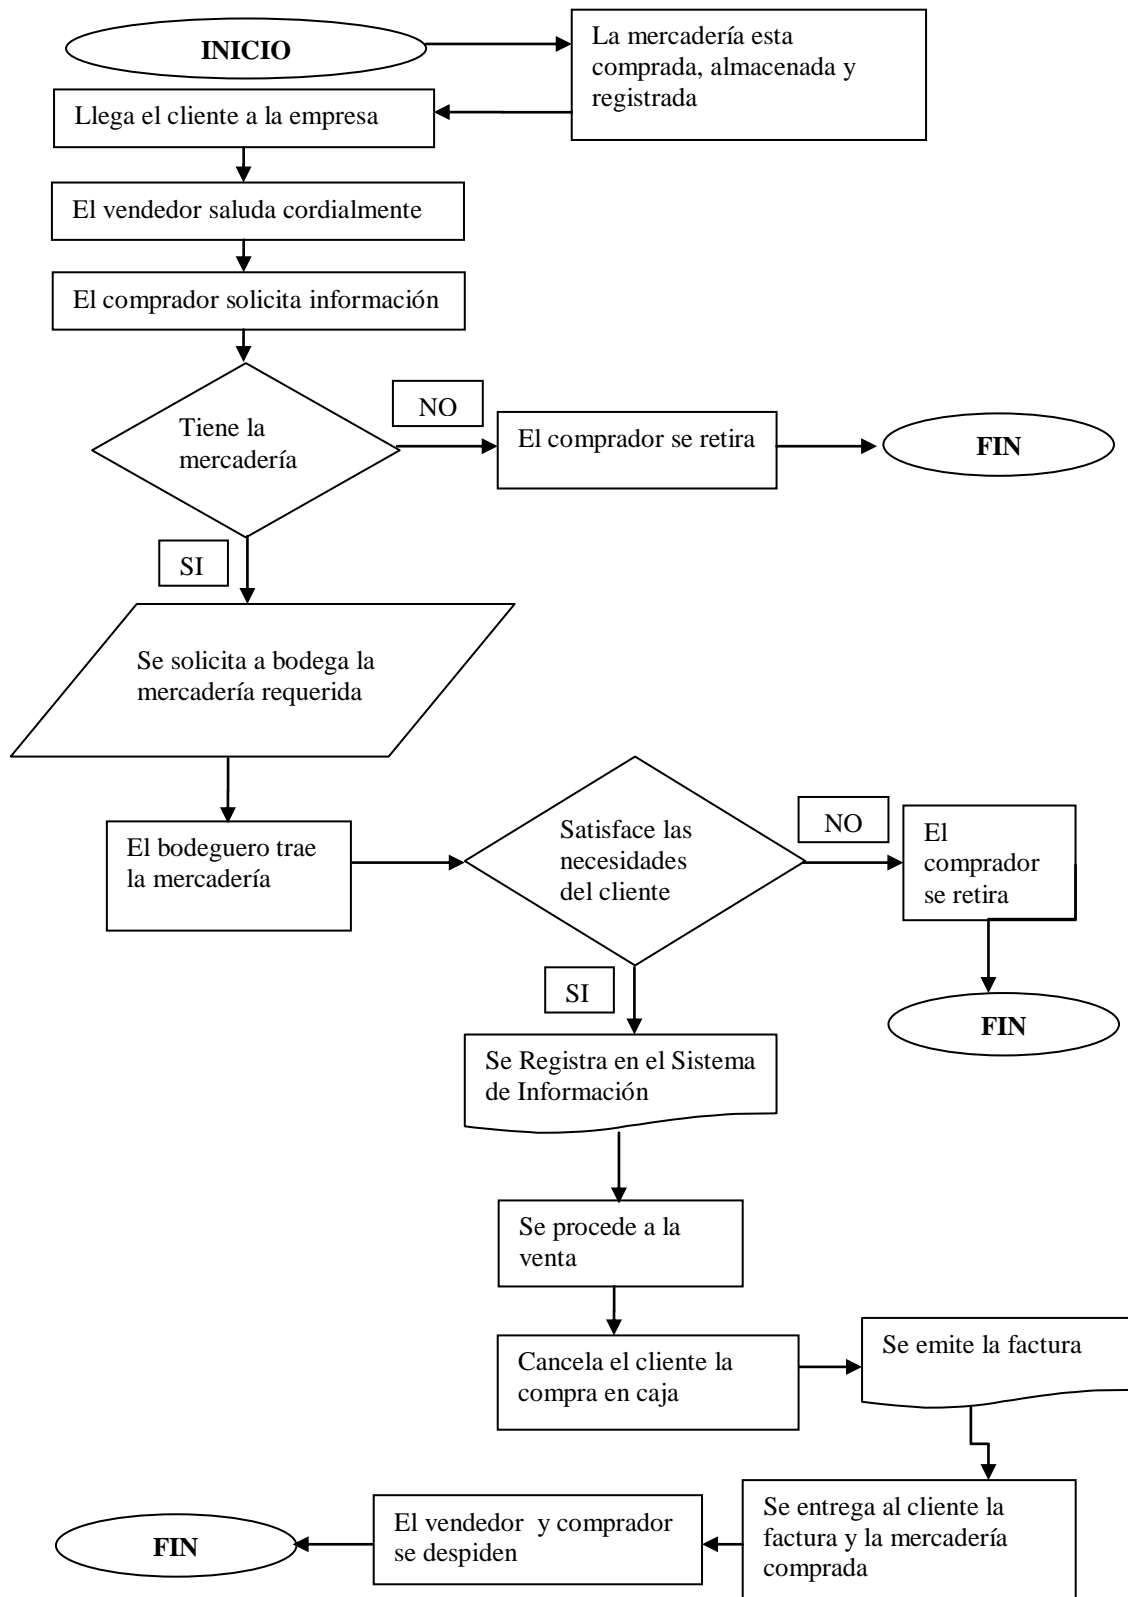 INICIO
La mercadería esta
comprada, almacenada y
registrada
Llega el cliente a la empresa
El vendedor saluda cordialmente
El comprador solicita información
Tiene la
mercadería
NO
El comprador se retira
FIN
SI
Se solicita a bodega la
mercadería requerida
El bodeguero trae
la mercadería
Satisface las
necesidades
del cliente
NO
El
comprador
se retira
FIN
SI
Se Registra en el Sistema
de Información
Se procede a la
venta
Cancela el cliente la
compra en caja
Se emite la factura
Se entrega al cliente la
factura y la mercadería
comprada
El vendedor y comprador
se despiden
FIN